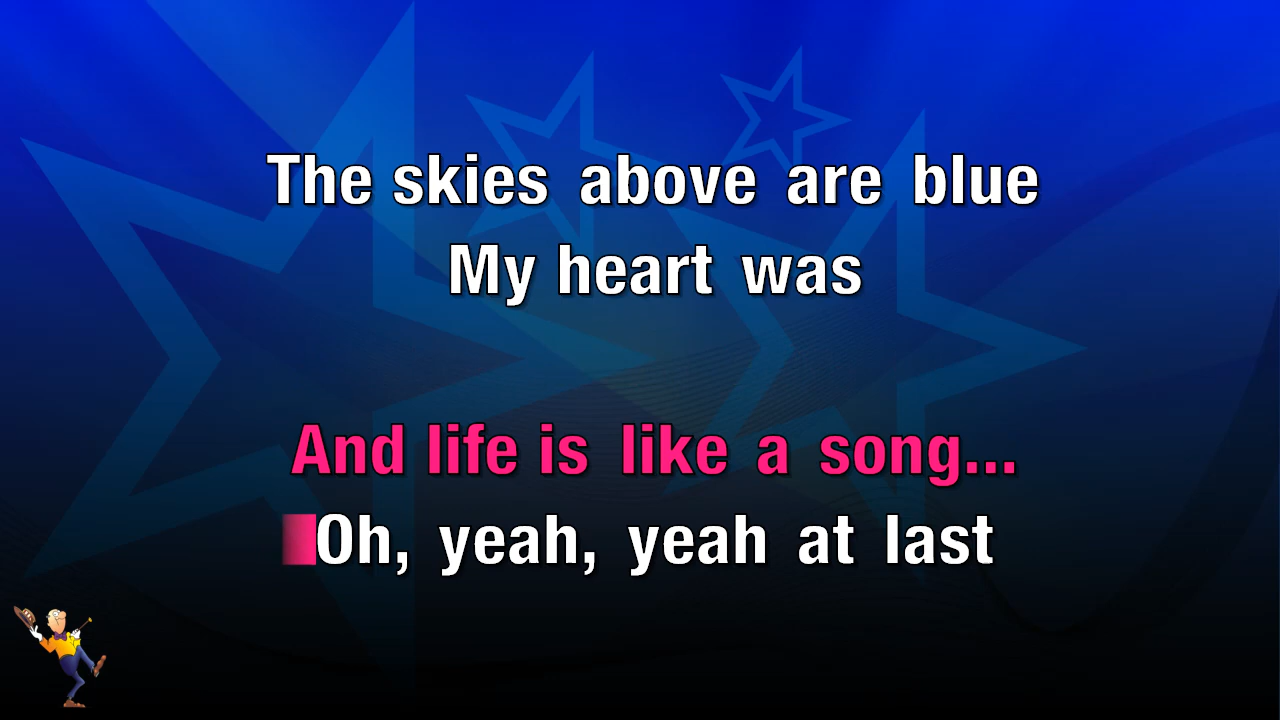 The skies above are blue
My heart was
And life is like a song...
Oh, yeah, yeah at last